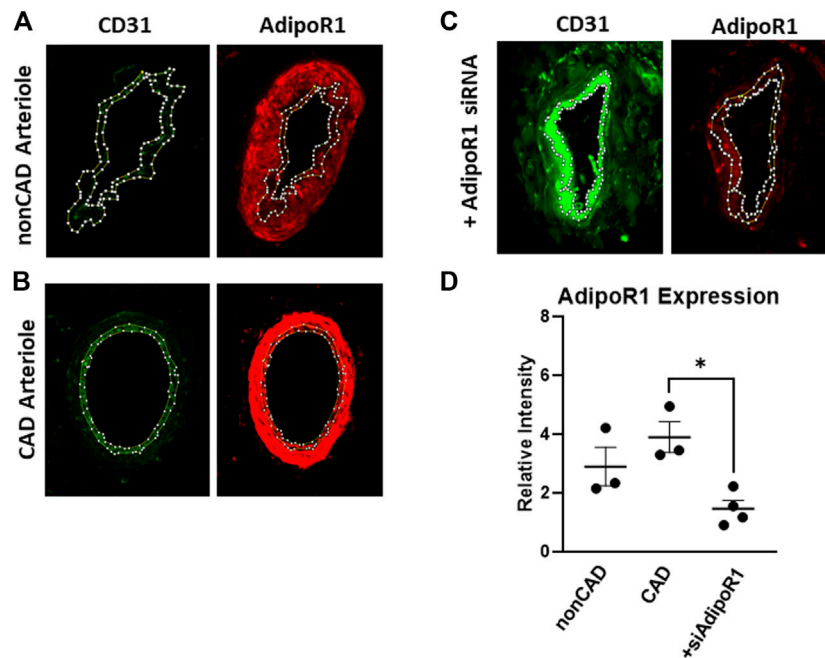 A
CD31
AdipoR1
nonCAD Arteriole
B
CAD Arteriole
C
CD31
AdipoR1
+ AdipoR1 siRNA
D
AdipoR1 Expression
Relative Intensity
8
6
4
2
0
*
nonCAD
CAD
+siAdipoR1